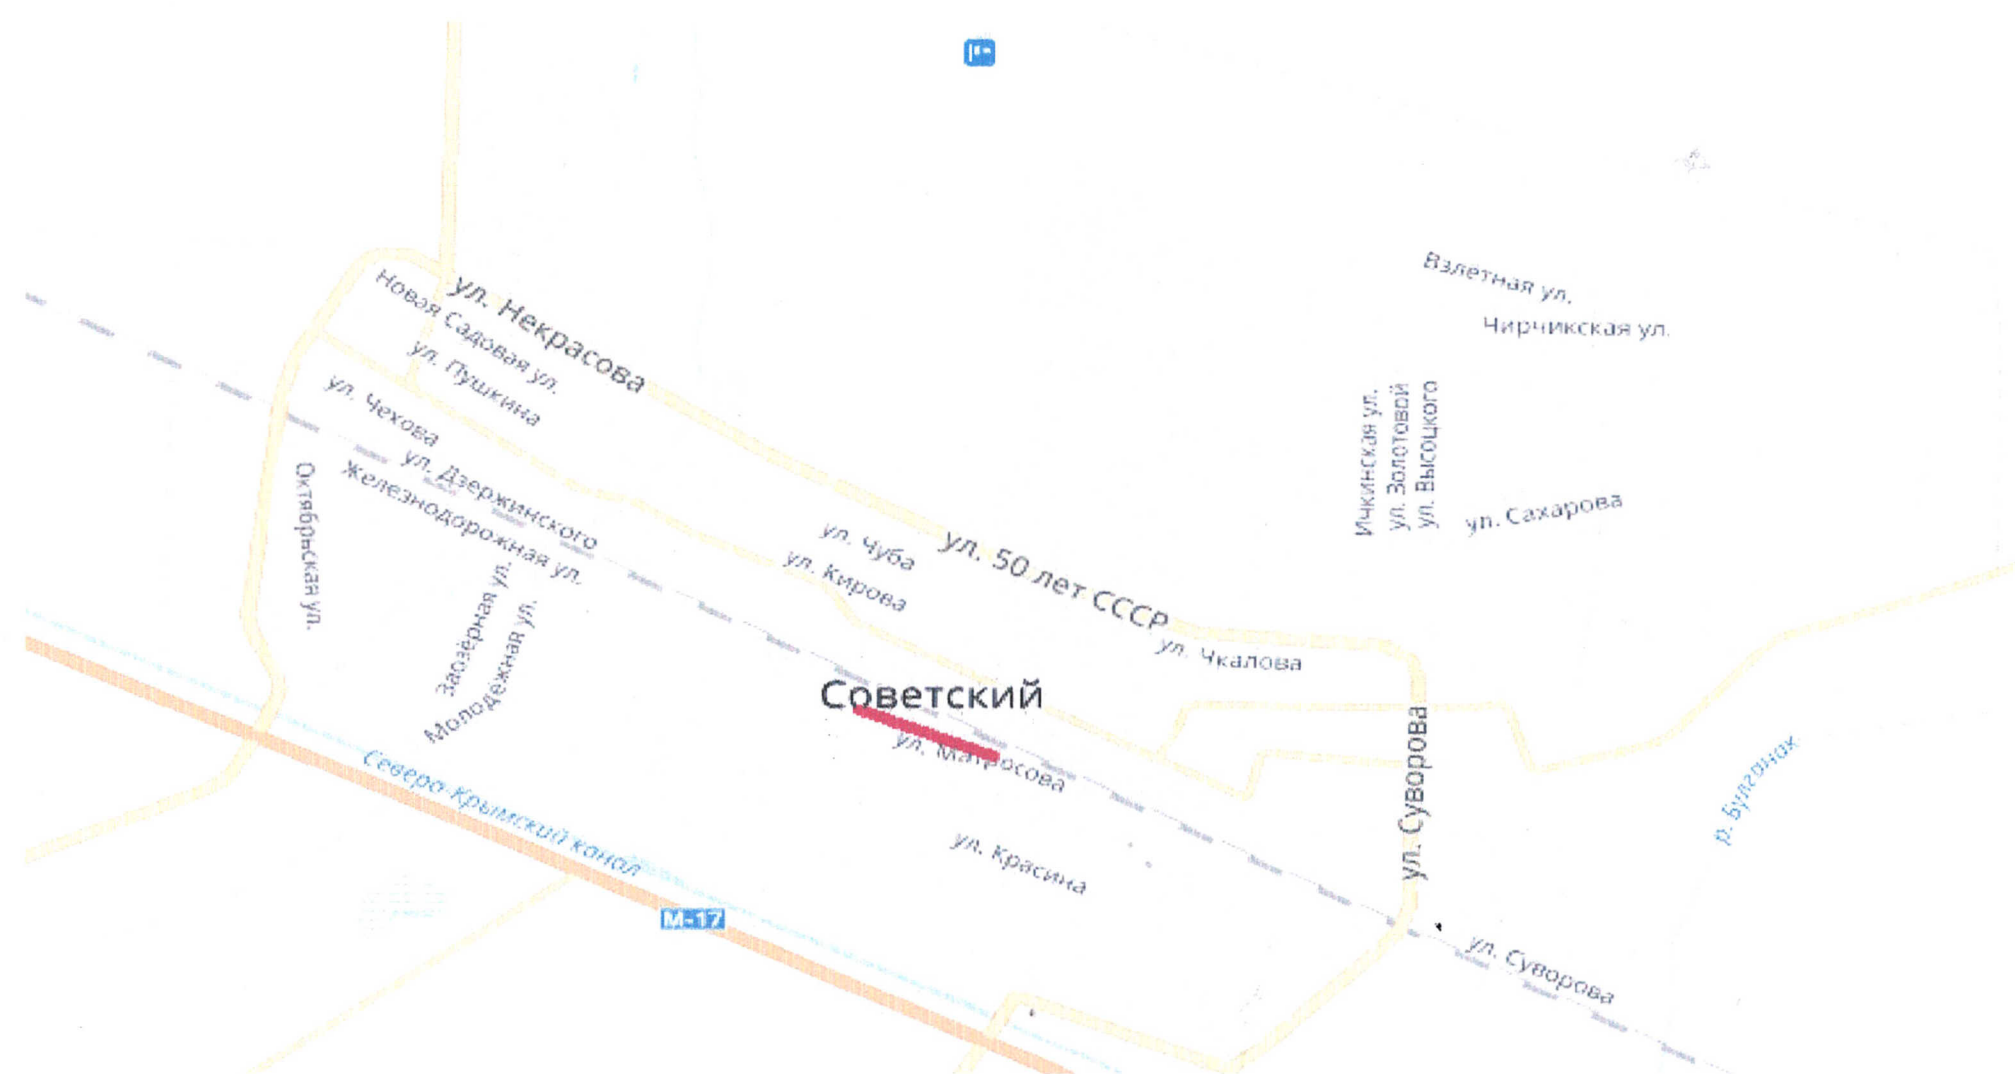 Взлётная ул.
ул. Некрасова
Новая Садовая ул.
Чирчикская ул.
ул. Пушкина
ул. Чехова
Ичкинская ул.
ул. Золотовой
ул. Высоцкого
ул. Дзержинского
Железнодорожная ул.
Октябрьская ул.
ул. Сахарова
ул. Чуба
ул. 50 лет СССР
ул. Кирова
Заозёрная ул.
Молодёжная ул.
ул. Чкалова
Советский
ул. Матросова
ул. Суворова
р. Булганак
Северо-Крымский канал
ул. Красина
М-17
ул. Суворова